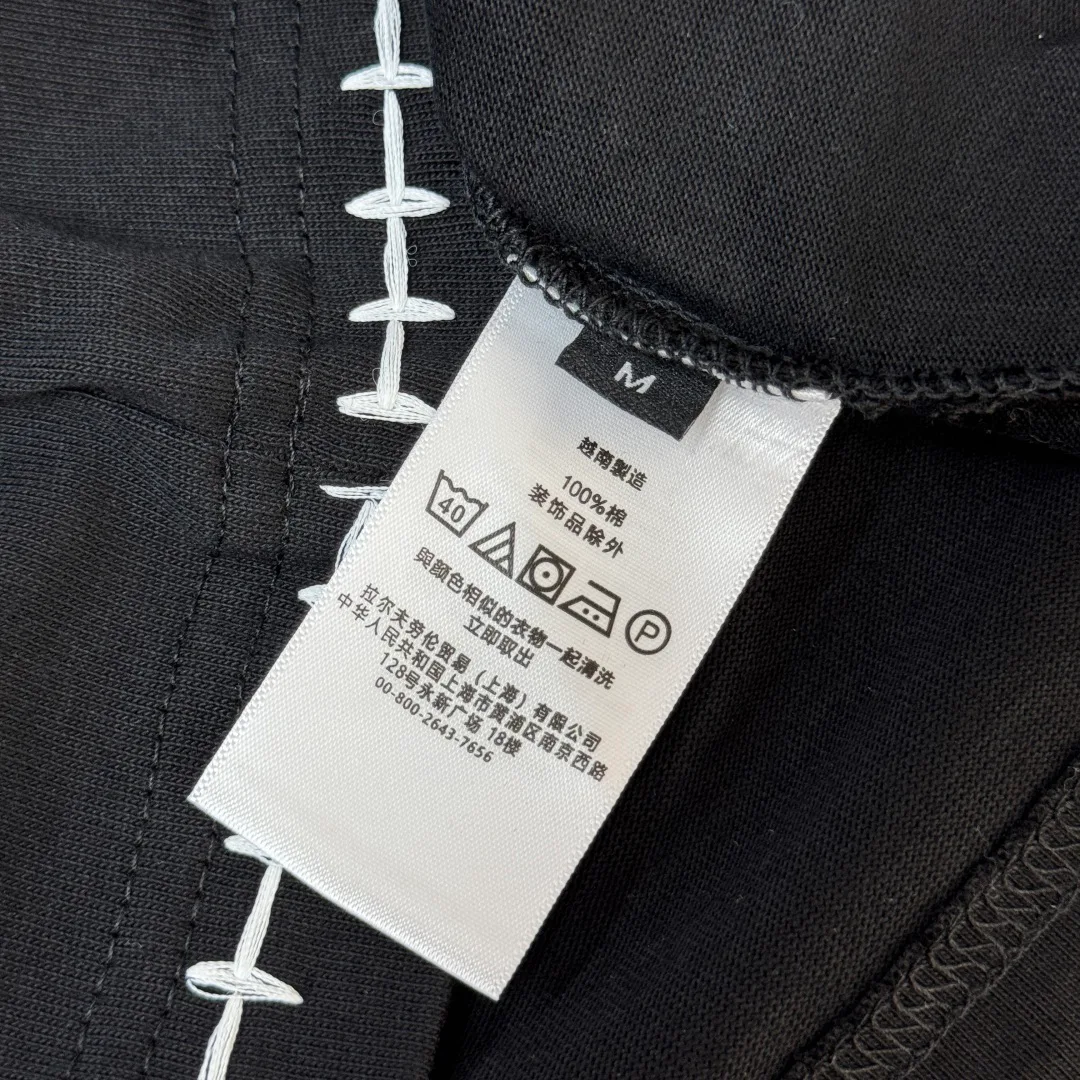 M
越南製造
100%棉
装饰品除外
40
P
與颜色相似的衣物一起清洗
立即取出
拉尔夫劳伦贸易（上海）有限公司
中华人民共和国上海市黄浦区南京西路
128号永新广场 18楼
00-800-2643-7656